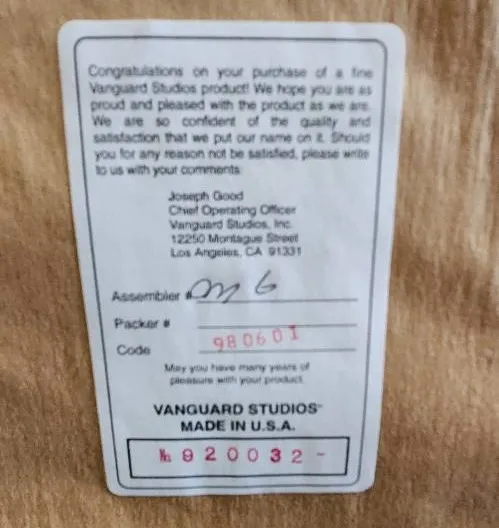 Congratulations on your purchase of a fine
Vanguard Studios product! We hope you are as
proud and pleased with the product as we are.
We are so confident of the quality and
satisfaction that we put our name on it. Should
you for any reason not be satisfied, please write
to us with your comments.
Joseph Good
Chief Operating Officer
Vanguard Studios, Inc.
12250 Montague Street
Los Angeles, CA 91331
Assembler #
Packer #
Code 980601
May you have many years of
pleasure with your product.
VANGUARD STUDIOS™
MADE IN U.S.A.
№ 920032-